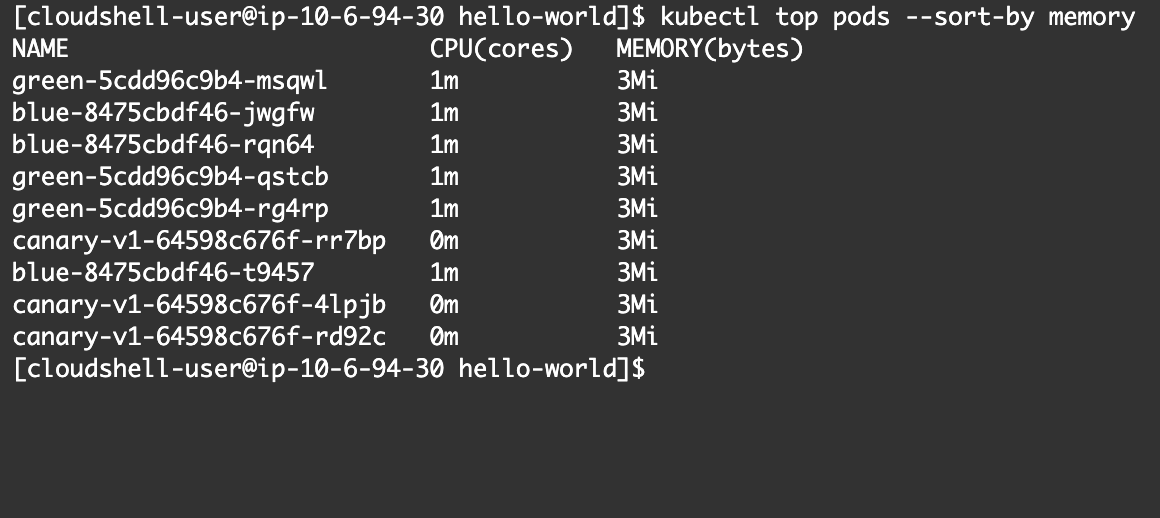 [cloudshell-user@ip-10-6-94-30 hello-world]$ kubectl top pods --sort-by memory
NAME CPU(cores) MEMORY(bytes)
green-5cdd96c9b4-msqwl 1m 3Mi
blue-8475cbdf46-jwgfw 1m 3Mi
blue-8475cbdf46-rqn64 1m 3Mi
green-5cdd96c9b4-qstcb 1m 3Mi
green-5cdd96c9b4-rg4rp 1m 3Mi
canary-v1-64598c676f-rr7bp 0m 3Mi
blue-8475cbdf46-t9457 1m 3Mi
canary-v1-64598c676f-4lpjb 0m 3Mi
canary-v1-64598c676f-rd92c 0m 3Mi
[cloudshell-user@ip-10-6-94-30 hello-world]$